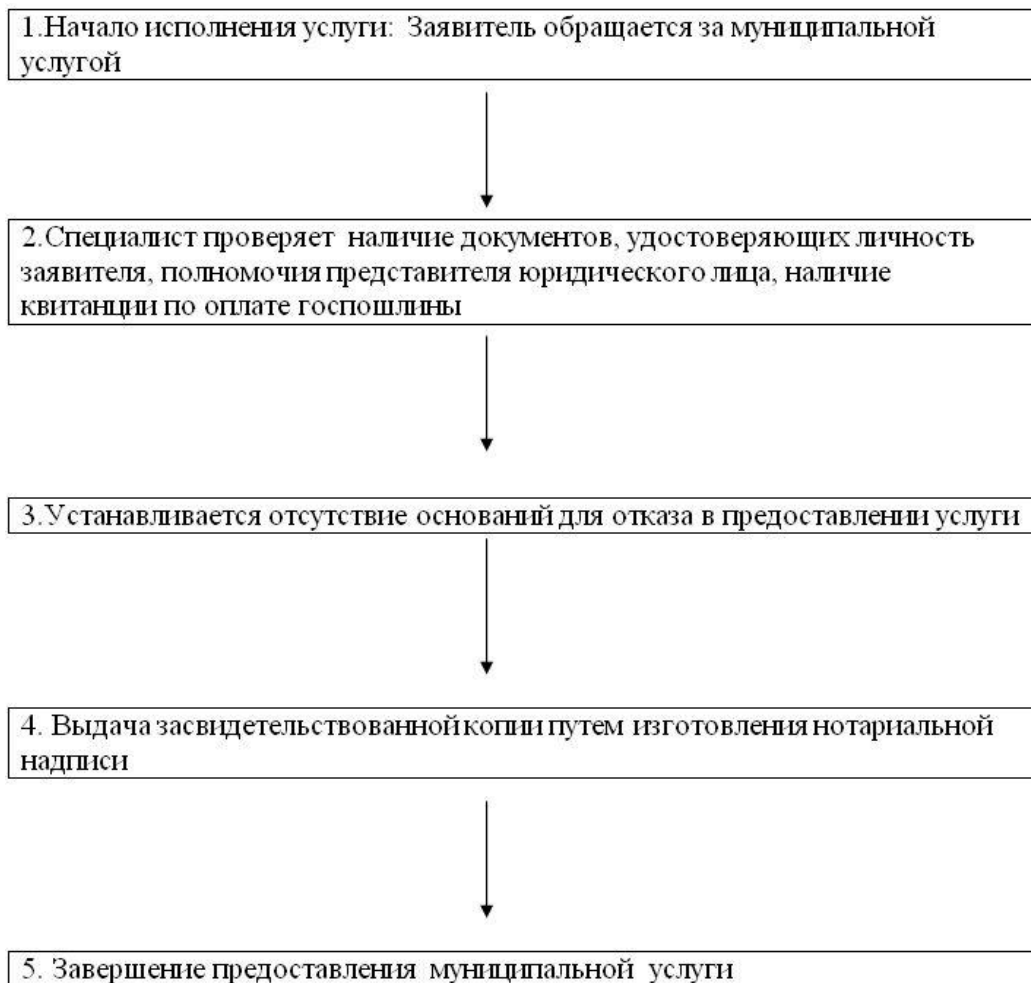 1.Начало исполнения услуги: Заявитель обращается за муниципальной
услугой
2.Специалист проверяет наличие документов, удостоверяющих личность
заявителя, полномочия представителя юридического лица, наличие
квитанции по оплате госпошлины
3.Устанавливается отсутствие оснований для отказа в предоставлении услуги
4. Выдача засвидетельствованной копии путем изготовления нотариальной
надписи
5. Завершение предоставления муниципальной услуги